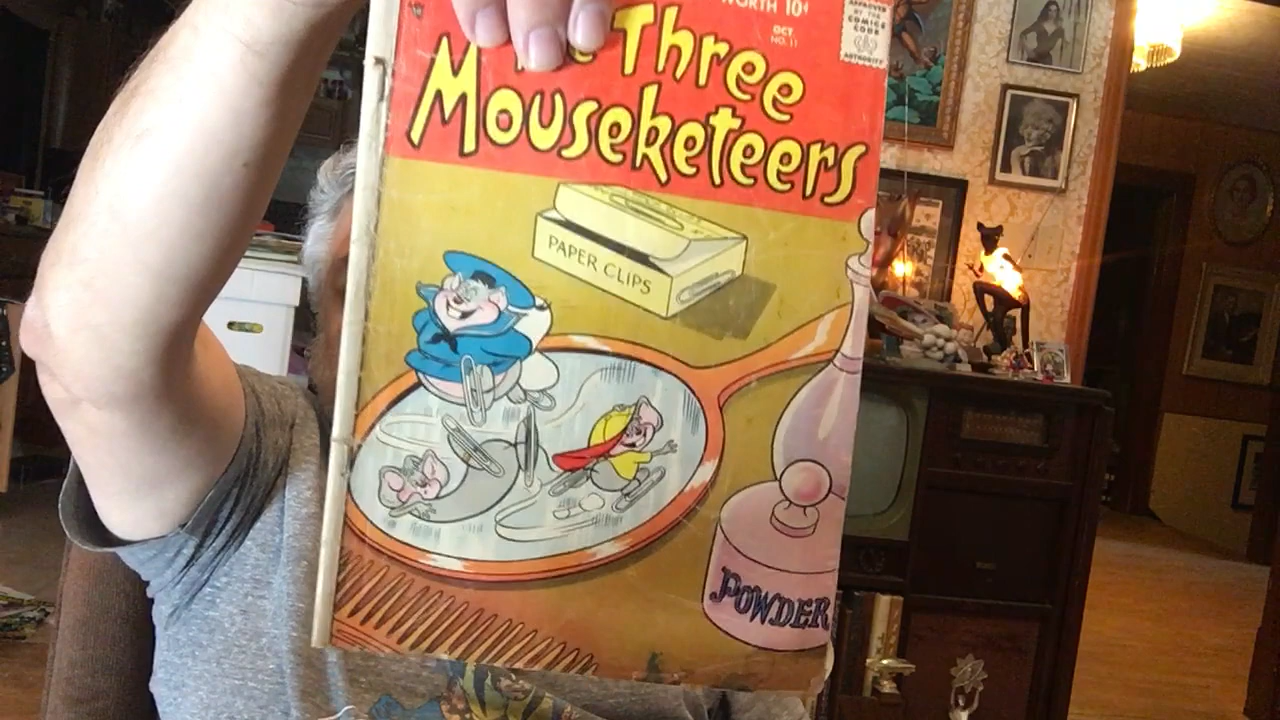 WORTH 10¢
OCT.
NO. 11
APPROVED
BY THE
COMICS
CODE
AUTHORITY
Three
Mouseketeers
PAPER CLIPS
POWDER